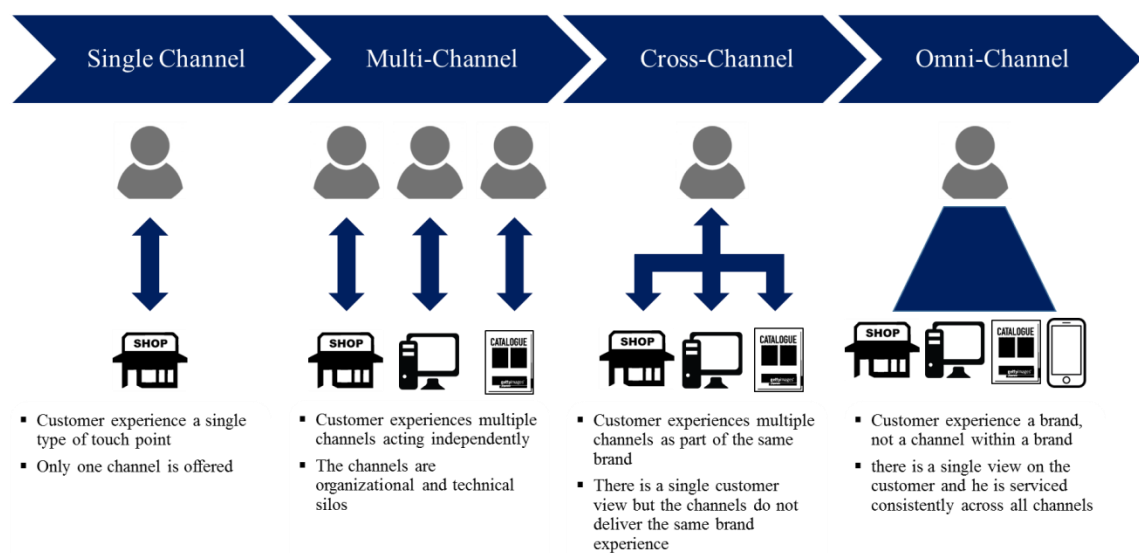 Single Channel
Multi-Channel
Cross-Channel
Omni-Channel
SHOP
SHOP
CATALOGUE
gettyimages
SHOP
CATALOGUE
gettyimages
SHOP
CATALOGUE
gettyimages
▪ Customer experience a single
type of touch point
▪ Only one channel is offered
▪ Customer experiences multiple
channels acting independently
▪ The channels are
organizational and technical
silos
▪ Customer experiences multiple
channels as part of the same
brand
▪ There is a single customer
view but the channels do not
deliver the same brand
experience
▪ Customer experience a brand,
not a channel within a brand
▪ there is a single view on the
customer and he is serviced
consistently across all channels